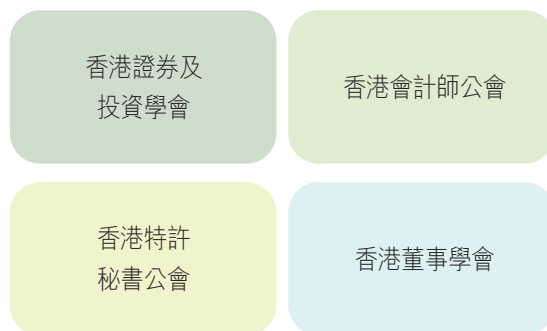 香港證券及
投資學會
香港會計師公會
香港特許
秘書公會
香港董事學會